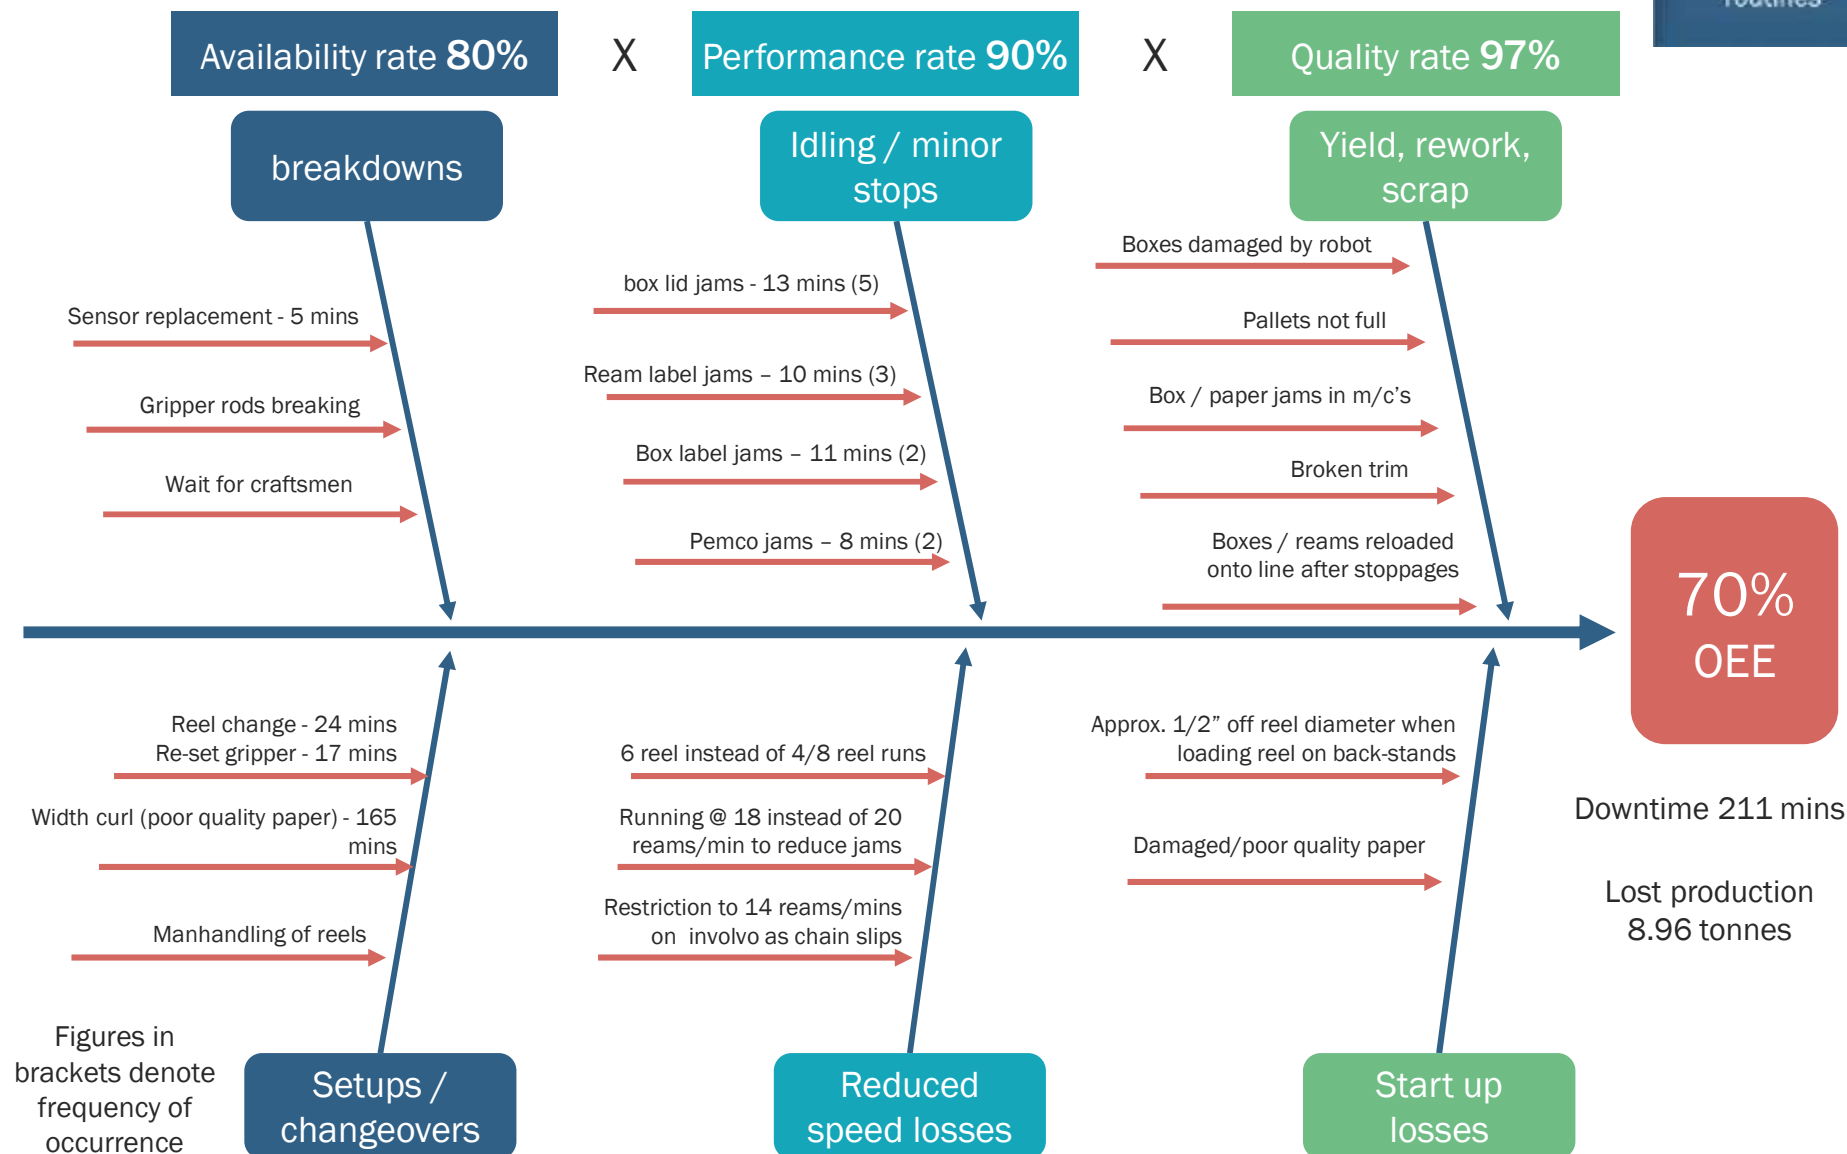 routines
Availability rate 80%
X
Performance rate 90%
X
Quality rate 97%
breakdowns
Idling / minor
stops
Yield, rework,
scrap
Sensor replacement - 5 mins
Gripper rods breaking
Wait for craftsmen
box lid jams - 13 mins (5)
Ream label jams – 10 mins (3)
Box label jams – 11 mins (2)
Pemco jams – 8 mins (2)
Boxes damaged by robot
Pallets not full
Box / paper jams in m/c's
Broken trim
Boxes / reams reloaded
onto line after stoppages
70%
OEE
Reel change - 24 mins
Re-set gripper - 17 mins
Width curl (poor quality paper) - 165
mins
Manhandling of reels
6 reel instead of 4/8 reel runs
Running @ 18 instead of 20
reams/min to reduce jams
Restriction to 14 reams/mins
on involvo as chain slips
Approx. 1/2” off reel diameter when
loading reel on back-stands
Damaged/poor quality paper
Downtime 211 mins
Lost production
8.96 tonnes
Figures in
brackets denote
frequency of
occurrence
Setups /
changeovers
Reduced
speed losses
Start up
losses